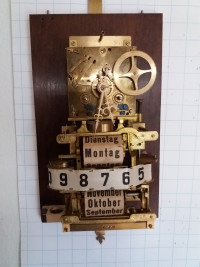 Dienstag
Montag
9 8 7 6 5
November
Oktober
September